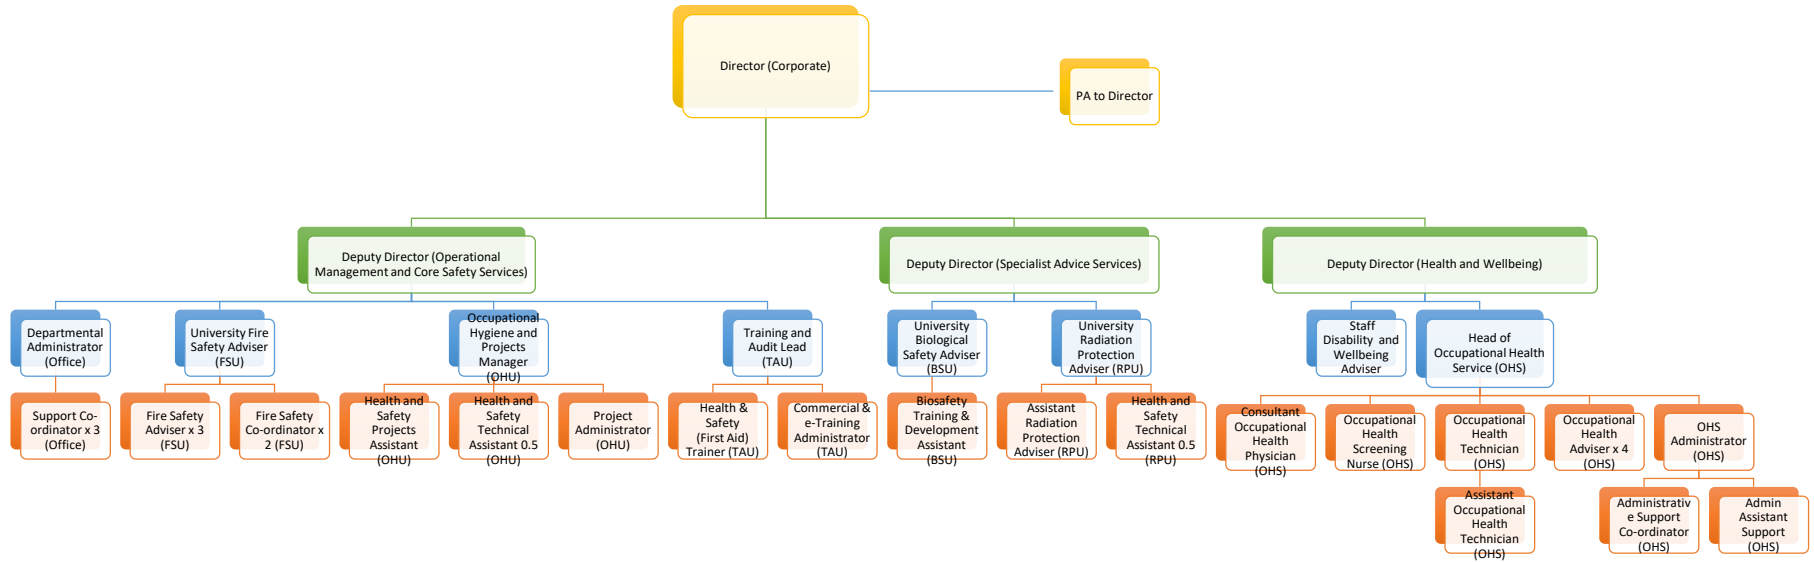 Director (Corporate)
PA to Director
Deputy Director (Operational
Management and Core Safety Services)
Deputy Director (Specialist Advice Services)
Deputy Director (Health and Wellbeing)
Departmental
Administrator
(Office)
University Fire
Safety Adviser
(FSU)
Occupational
Hygiene and
Projects
Manager
(OHU)
Training and
Audit Lead
(TAU)
University
Biological
Safety Adviser
(BSU)
University
Radiation
Protection
Adviser (RPU)
Staff
Disability and
Wellbeing
Adviser
Head of
Occupational Health
Service (OHS)
Support Co-
ordinator x 3
(Office)
Fire Safety
Adviser x 3
(FSU)
Fire Safety
Co-ordinator x
2 (FSU)
Health and
Safety
Projects
Assistant
(OHU)
Health and
Safety
Technical
Assistant 0.5
(OHU)
Project
Administrator
(OHU)
Health &
Safety
(First Aid)
Trainer (TAU)
Commercial &
e-Training
Administrator
(TAU)
Biosafety
Training &
Development
Assistant
(BSU)
Assistant
Radiation
Protection
Adviser (RPU)
Health and
Safety
Technical
Assistant 0.5
(RPU)
Consultant
Occupational
Health
Physician
(OHS)
Occupational
Health
Screening
Nurse (OHS)
Occupational
Health
Technician
(OHS)
Occupational
Health
Adviser x 4
(OHS)
OHS
Administrator
(OHS)
Assistant
Occupational
Health
Technician
(OHS)
Administrativ
e Support
Co-ordinator
(OHS)
Admin
Assistant
Support
(OHS)